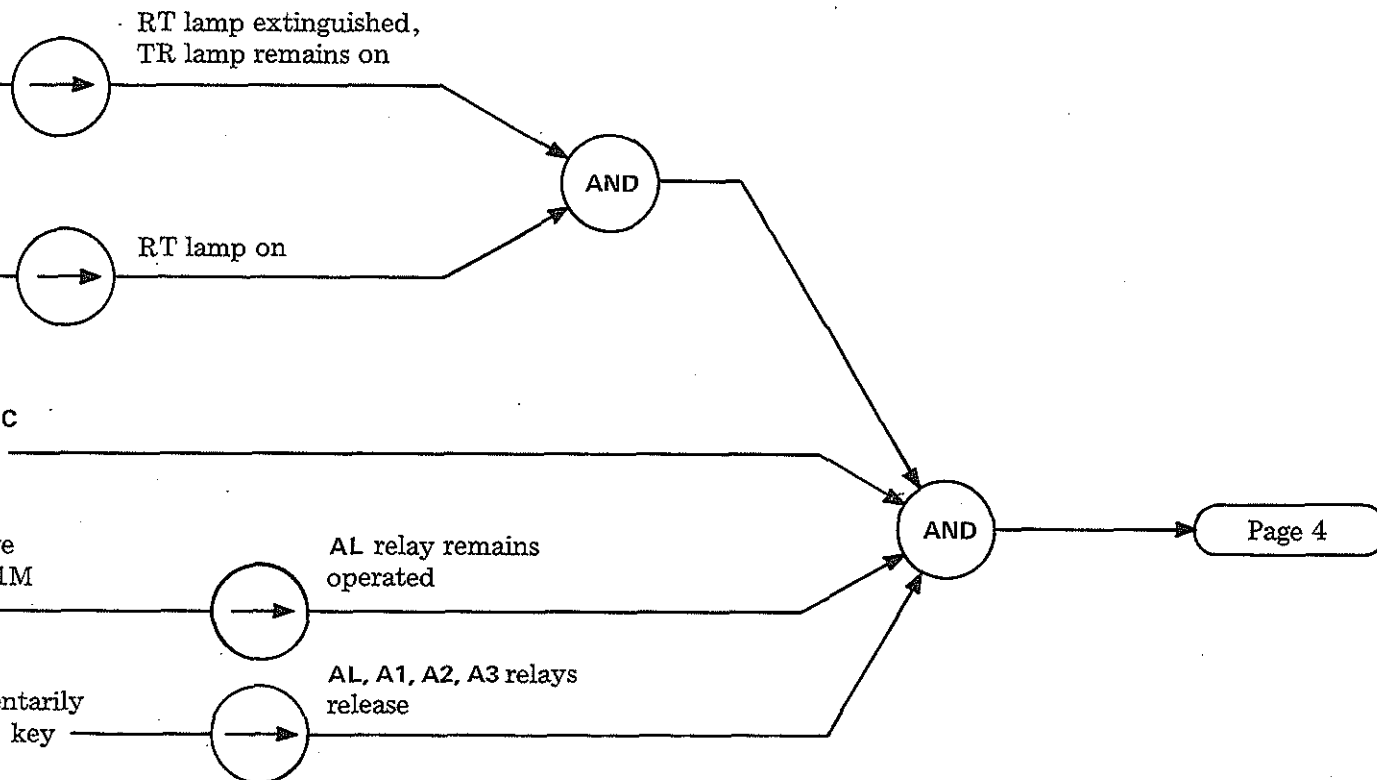 RT lamp extinguished,
TR lamp remains on
AND
RT lamp on
C
AND
Page 4
1M
AL relay remains
operated
AL, A1, A2, A3 relays
release
key